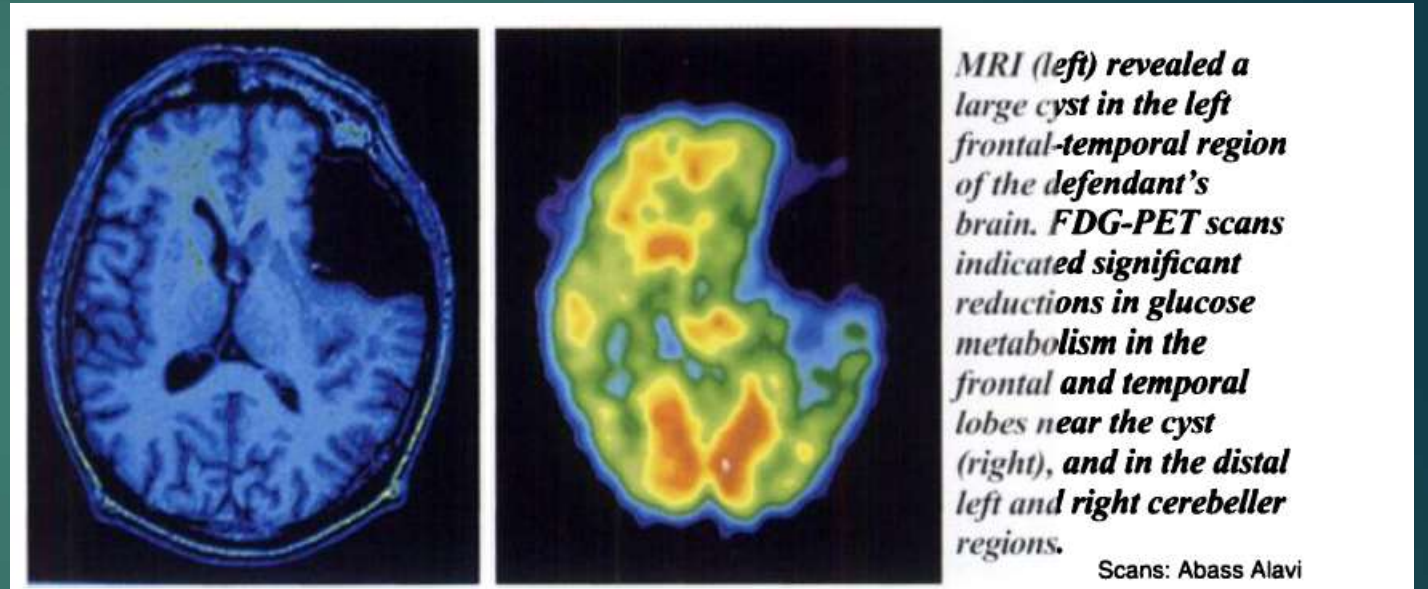 MRI (left) revealed a
large cyst in the left
frontal-temporal region
of the defendant's
brain. FDG-PET scans
indicated significant
reductions in glucose
metabolism in the
frontal and temporal
lobes near the cyst
(right), and in the distal
left and right cerebeller
regions.
Scans: Abass Alavi